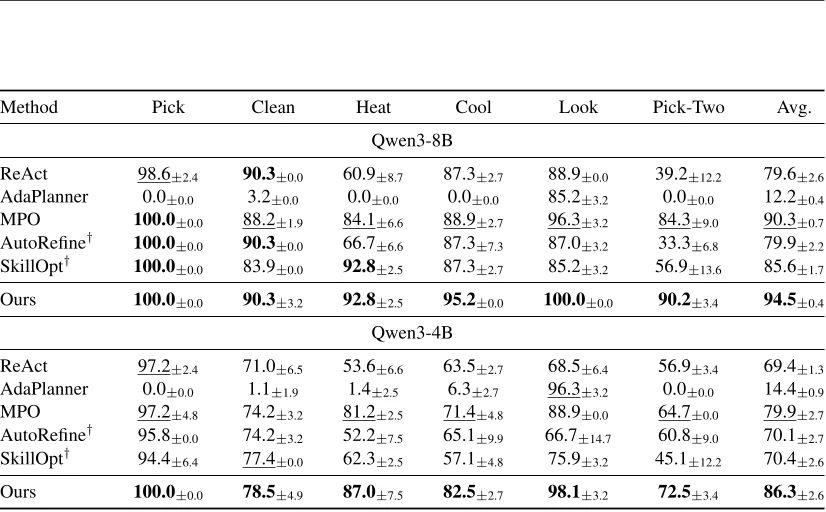 Method Pick Clean Heat Cool Look Pick-Two Avg.
Qwen3-8B
ReAct 98.6±2.4 90.3±0.0 60.9±8.7 87.3±2.7 88.9±0.0 39.2±12.2 79.6±2.6
AdaPlanner 0.0±0.0 3.2±0.0 0.0±0.0 0.0±0.0 85.2±3.2 0.0±0.0 12.2±0.4
MPO 100.0±0.0 88.2±1.9 84.1±6.6 88.9±2.7 96.3±3.2 84.3±9.0 90.3±0.7
AutoRefine† 100.0±0.0 90.3±0.0 66.7±6.6 87.3±7.3 87.0±3.2 33.3±6.8 79.9±2.2
SkillOpt† 100.0±0.0 83.9±0.0 92.8±2.5 87.3±2.7 85.2±3.2 56.9±13.6 85.6±1.7
Ours 100.0±0.0 90.3±3.2 92.8±2.5 95.2±0.0 100.0±0.0 90.2±3.4 94.5±0.4
Qwen3-4B
ReAct 97.2±2.4 71.0±6.5 53.6±6.6 63.5±2.7 68.5±6.4 56.9±3.4 69.4±1.3
AdaPlanner 0.0±0.0 1.1±1.9 1.4±2.5 6.3±2.7 96.3±3.2 0.0±0.0 14.4±0.9
MPO 97.2±4.8 74.2±3.2 81.2±2.5 71.4±4.8 88.9±0.0 64.7±0.0 79.9±2.7
AutoRefine† 95.8±0.0 74.2±3.2 52.2±7.5 65.1±9.9 66.7±14.7 60.8±9.0 70.1±2.7
SkillOpt† 94.4±6.4 77.4±0.0 62.3±2.5 57.1±4.8 75.9±3.2 45.1±12.2 70.4±2.6
Ours 100.0±0.0 78.5±4.9 87.0±7.5 82.5±2.7 98.1±3.2 72.5±3.4 86.3±2.6